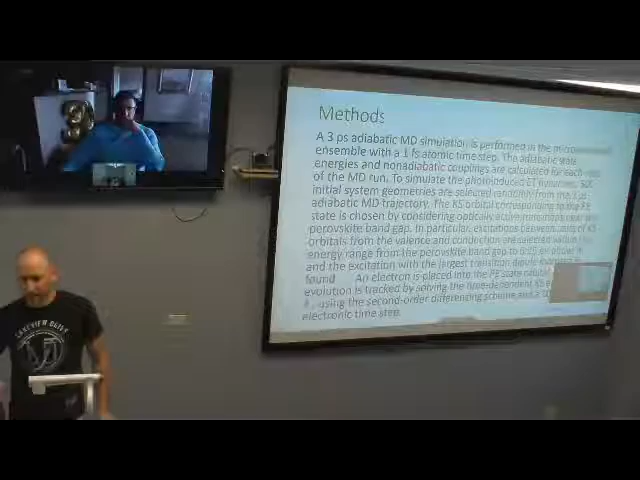 Methods
A 3 ps adiabatic MD simulation is performed in the
ensemble with a 1 fs atomic time step. The adiabatic state
energies and nonadiabatic couplings are calculated for each
of the MD run. To simulate the photoinduced ET dynamics,
initial system geometries are selected randomly from the 3 ps
adiabatic MD trajectory. The KS orbital corresponding to the PE
state is chosen by considering optically active transitions near the
perovskite band gap. In particular, excitations between pairs of KS
orbitals from the valence and conduction are calculated within the
energy range from the perovskite band gap to
and the excitation with the largest transition dipole moment is
found An electron is placed into the PE state
evolution is tracked by solving the time-dependent KS
, using the second-order differencing scheme and a
electronic time step.
LAKEVIEW